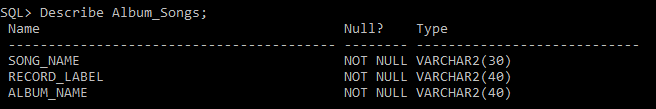 SQL> Describe Album_Songs;
Name Null? Type
----------------------------------------- -------- ----------------------------
SONG_NAME NOT NULL VARCHAR2(30)
RECORD_LABEL NOT NULL VARCHAR2(40)
ALBUM_NAME NOT NULL VARCHAR2(40)